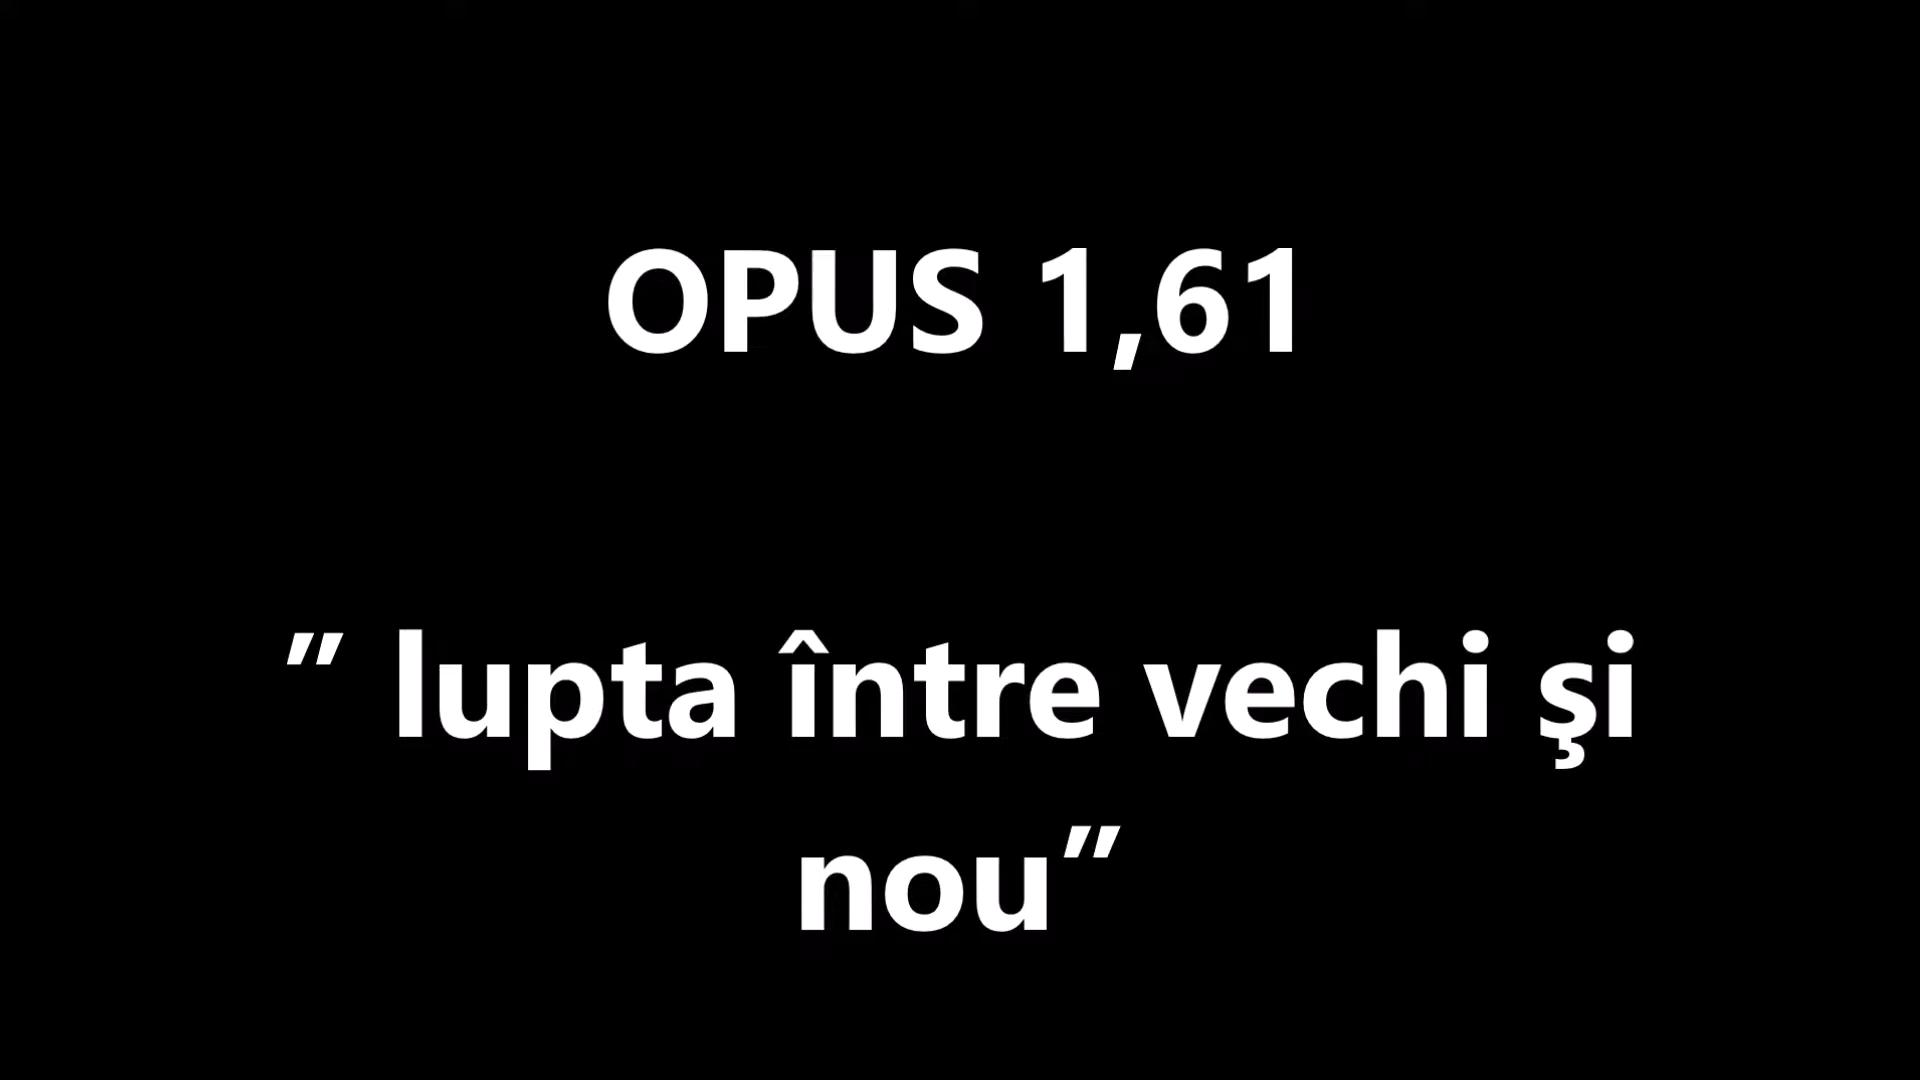 OPUS 1,61
” lupta între vechi şi
nou”